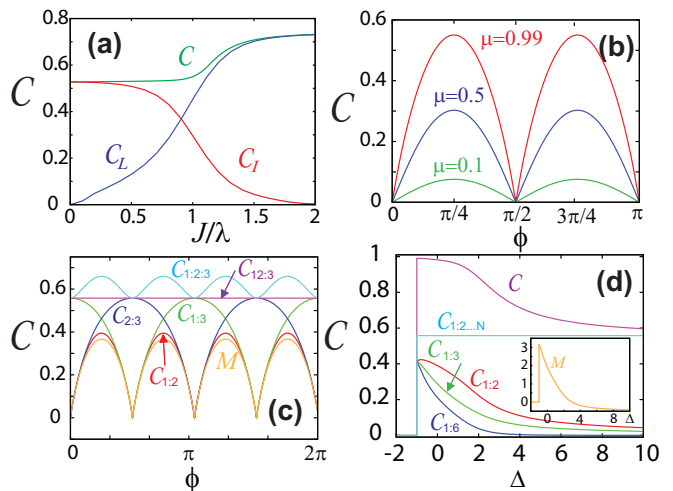 (a)
C
C_L
C_I
C
0.8
0.6
0.4
0.2
0
0
0.5
1
1.5
2
J/λ
(b)
μ=0.99
μ=0.5
μ=0.1
C
0.6
0.4
0.2
0
0
π/4
π/2
3π/4
π
ϕ
C_{1:2:3}
C_{12:3}
C_{2:3}
C_{1:3}
C_{1:2}
M
(c)
C
0.6
0.4
0.2
0
0
π
2π
ϕ
(d)
C
C_{1:2...N}
C_{1:3}
C_{1:2}
C_{1:6}
C
1
0.8
0.6
0.4
0.2
0
-2
0
2
4
6
8
10
Δ
M
3
2
1
0
0
4
8
Δ